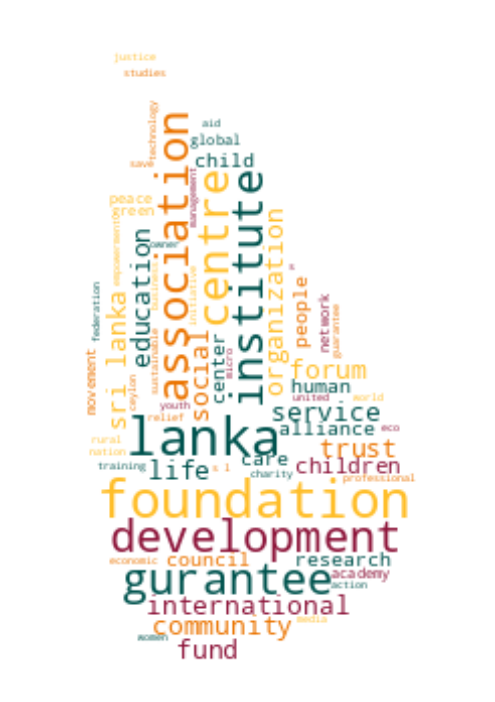 justice
studies
technology
aid
global
save
child
association
management
centre
institute
peace
green
empowerment
organization
education
owner
business
initiative
people
network
guarantee
federation
sri lanka
sustainable
social
center
micro
movement
ceylon
forum
human
youth
united
world
relief
service
lanka
alliance
eco
rural
nation
trust
care
training
life
s l
children
charity
professional
foundation
development
economic
council
research
gurantee
academy
action
international
community
media
women
fund